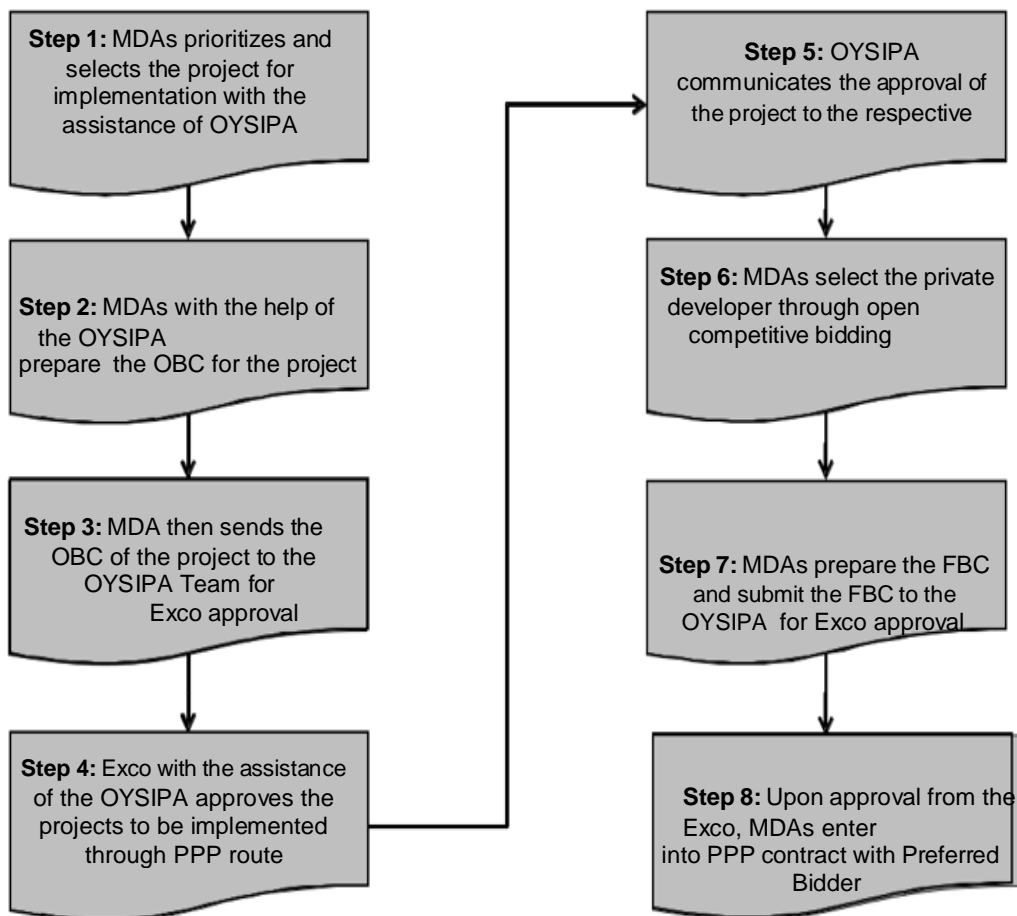 Step 1: MDAs prioritizes and
selects the project for
implementation with the
assistance of OYSIPA
Step 2: MDAs with the help of
the OYSIPA
prepare the OBC for the project
Step 3: MDA then sends the
OBC of the project to the
OYSIPA Team for
Exco approval
Step 4: Exco with the assistance
of the OYSIPA approves the
projects to be implemented
through PPP route
Step 5: OYSIPA
communicates the approval of
the project to the respective
Step 6: MDAs select the private
developer through open
competitive bidding
Step 7: MDAs prepare the FBC
and submit the FBC to the
OYSIPA for Exco approval
Step 8: Upon approval from the
Exco, MDAs enter
into PPP contract with Preferred
Bidder